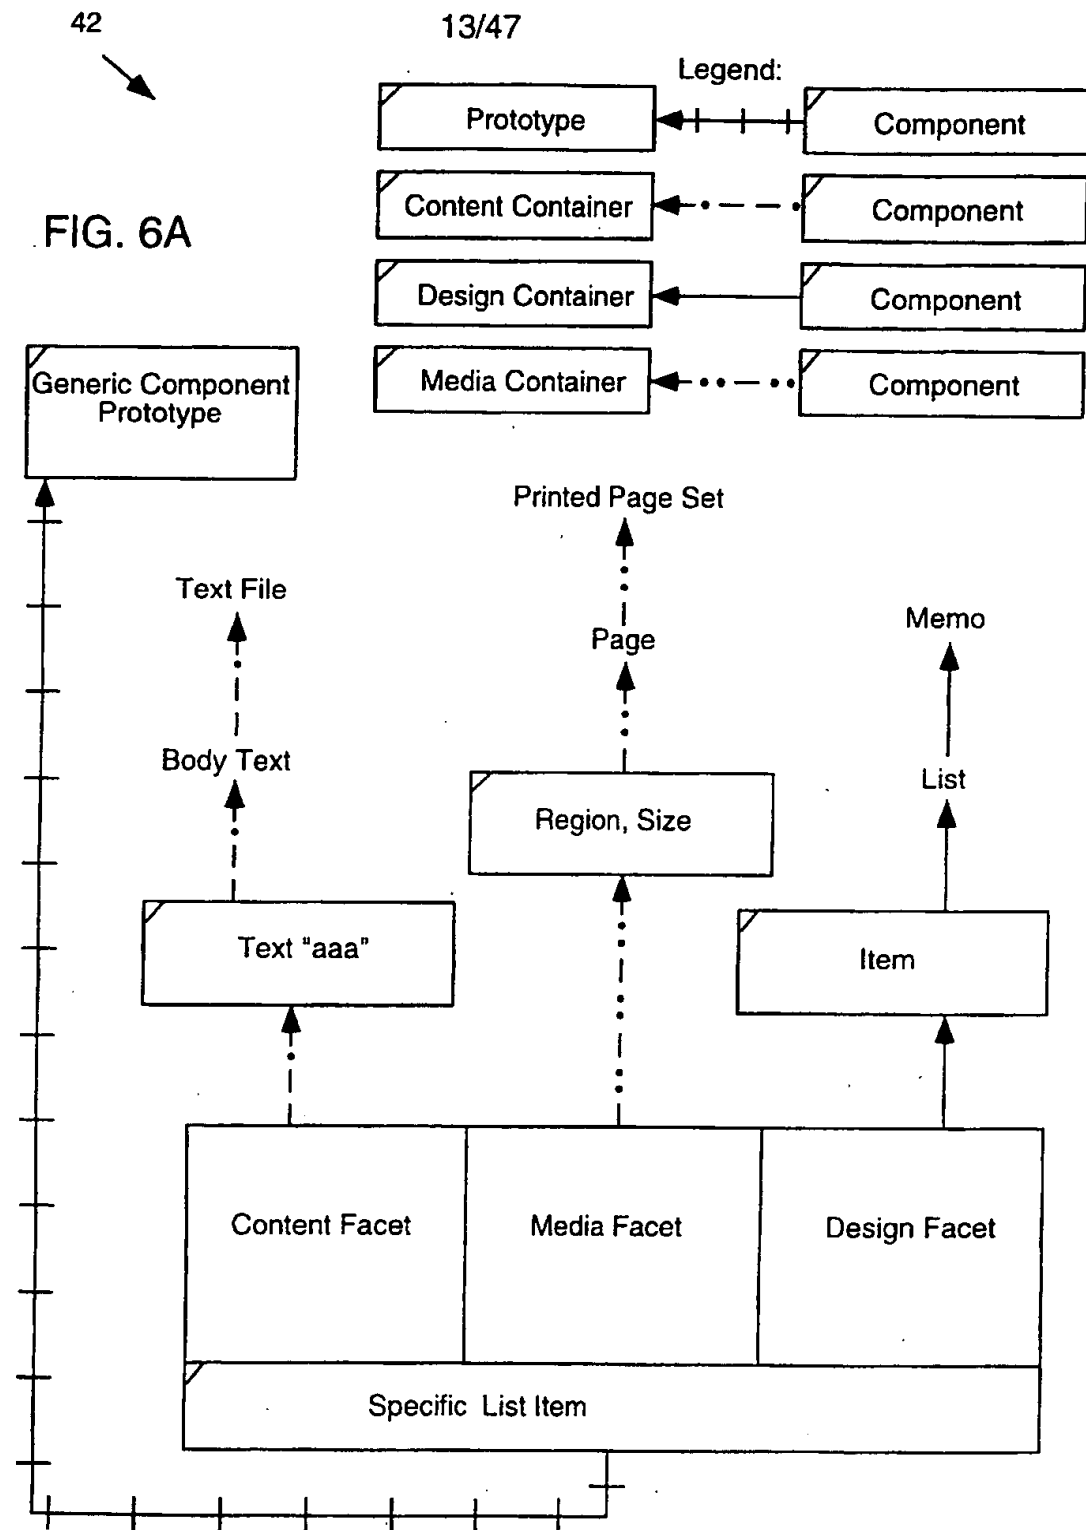 42
13/47
Legend:
Prototype
Component
Content Container
Component
FIG. 6A
Design Container
Component
Media Container
Component
Generic Component
Prototype
Printed Page Set
Text File
Page
Memo
Body Text
List
Region, Size
Text "aaa"
Item
Content Facet
Media Facet
Design Facet
Specific List Item